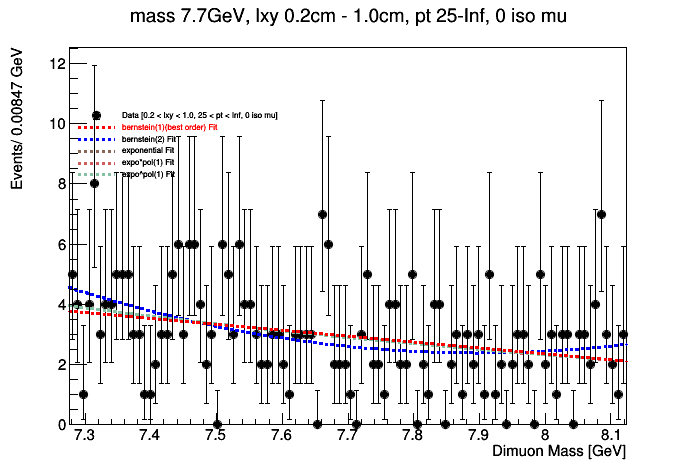 mass 7.7GeV, lxy 0.2cm - 1.0cm, pt 25-Inf, 0 iso mu
Events/ 0.00847 GeV
12
10
8
6
4
2
0
Data [0.2 < lxy < 1.0, 25 < pt < Inf, 0 iso mu]
bernstein(1)(best order) Fit
bernstein(2) Fit
exponential Fit
expo*pol(1) Fit
expo^pol(1) Fit
7.3 7.4 7.5 7.6 7.7 7.8 7.9 8 8.1
Dimuon Mass [GeV]